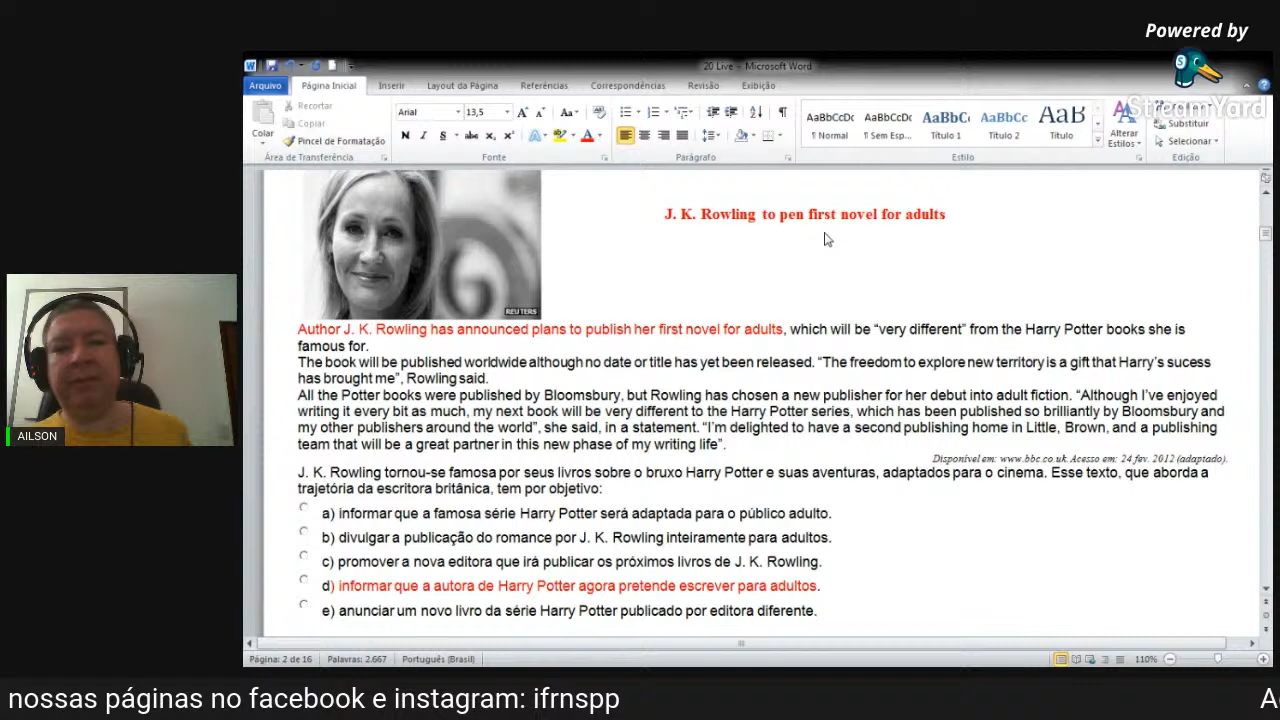 Powered by
StreamYard
20 Live - Microsoft Word
Arquivo Página Inicial Inserir Layout da Página Referências Correspondências Revisão Exibição
Recortar
Copiar
Pincel de Formatação
Colar
Área de Transferência
Arial 13,5
Fonte
Parágrafo
AaBbCcDc AaBbCcDc AaBbC AaBbCc AaB
¶ Normal ¶ Sem Esp... Título 1 Título 2 Título
Alterar
Estilos
Estilo
Substituir
Selecionar
Edição
J. K. Rowling to pen first novel for adults
REUTERS
Author J. K. Rowling has announced plans to publish her first novel for adults, which will be “very different” from the Harry Potter books she is
famous for.
The book will be published worldwide although no date or title has yet been released. “The freedom to explore new territory is a gift that Harry’s sucess
has brought me”, Rowling said.
All the Potter books were published by Bloomsbury, but Rowling has chosen a new publisher for her debut into adult fiction. “Although I’ve enjoyed
writing it every bit as much, my next book will be very different to the Harry Potter series, which has been published so brilliantly by Bloomsbury and
my other publishers around the world”, she said, in a statement. “I’m delighted to have a second publishing home in Little, Brown, and a publishing
team that will be a great partner in this new phase of my writing life”.
Disponível em: www.bbc.co.uk. Acesso em: 24 fev. 2012 (adaptado).
J. K. Rowling tornou-se famosa por seus livros sobre o bruxo Harry Potter e suas aventuras, adaptados para o cinema. Esse texto, que aborda a
trajetória da escritora britânica, tem por objetivo:
a) informar que a famosa série Harry Potter será adaptada para o público adulto.
b) divulgar a publicação do romance por J. K. Rowling inteiramente para adultos.
c) promover a nova editora que irá publicar os próximos livros de J. K. Rowling.
d) informar que a autora de Harry Potter agora pretende escrever para adultos.
e) anunciar um novo livro da série Harry Potter publicado por editora diferente.
AILSON
Página: 2 de 16 Palavras: 2.667 Português (Brasil) 110%
nossas páginas no facebook e instagram: ifrnspp
A